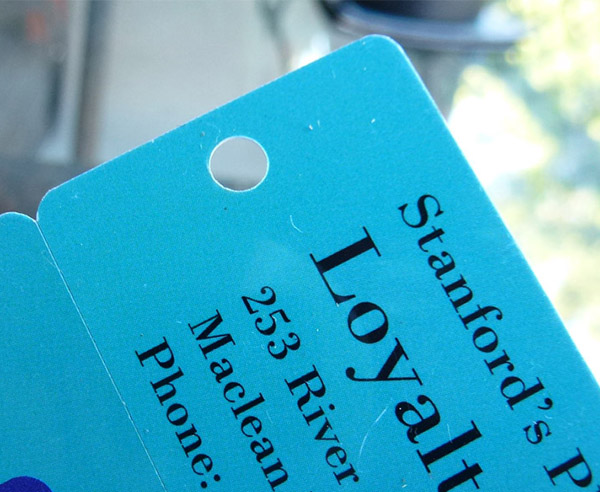 Stanford's P
Loyalt
253 River
Maclean
Phone: